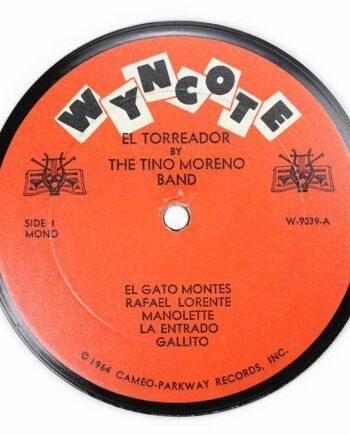 WYNCOTE
EL TORREADOR
BY
THE TINO MORENO
BAND
SIDE 1
MONO
W-9039-A
EL GATO MONTES
RAFAEL LORENTE
MANOLETTE
LA ENTRADO
GALLITO
© 1964 CAMEO-PARKWAY RECORDS, INC.